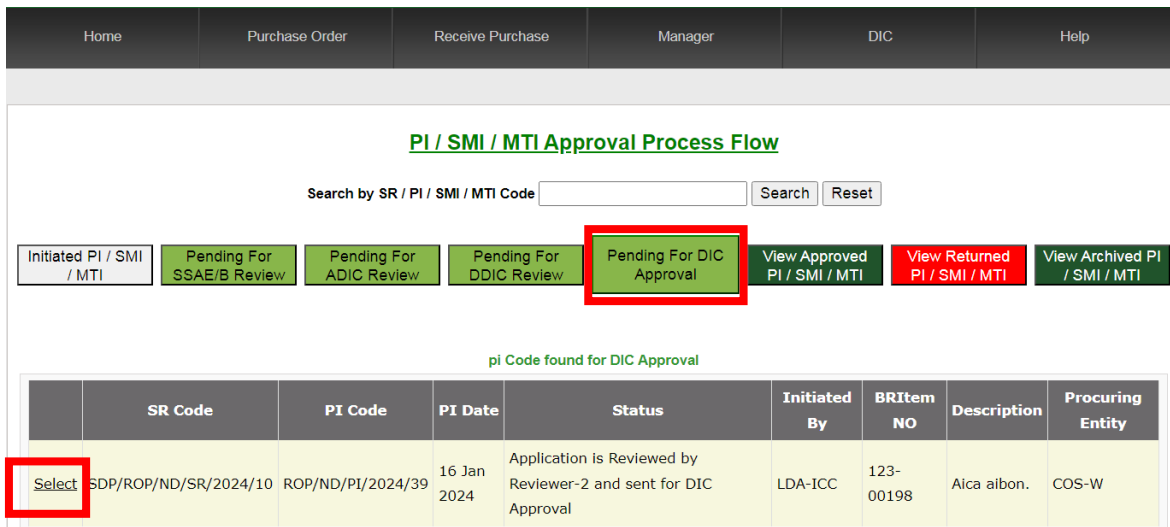 Home Purchase Order Receive Purchase Manager DIC Help
PI / SMI / MTI Approval Process Flow
Search by SR / PI / SMI / MTI Code Search Reset
Initiated PI / SMI
/ MTI
Pending For
SSAE/B Review
Pending For
ADIC Review
Pending For
DDIC Review
Pending For DIC
Approval
View Approved
PI / SMI / MTI
View Returned
PI / SMI / MTI
View Archived PI
/ SMI / MTI
pi Code found for DIC Approval
SR Code
PI Code
PI Date
Status
Initiated
By
BRItem
NO
Description
Procuring
Entity
Select
SDP/ROP/ND/SR/2024/10
ROP/ND/PI/2024/39
16 Jan
2024
Application is Reviewed by
Reviewer-2 and sent for DIC
Approval
LDA-ICC
123-
00198
Aica aibon.
COS-W